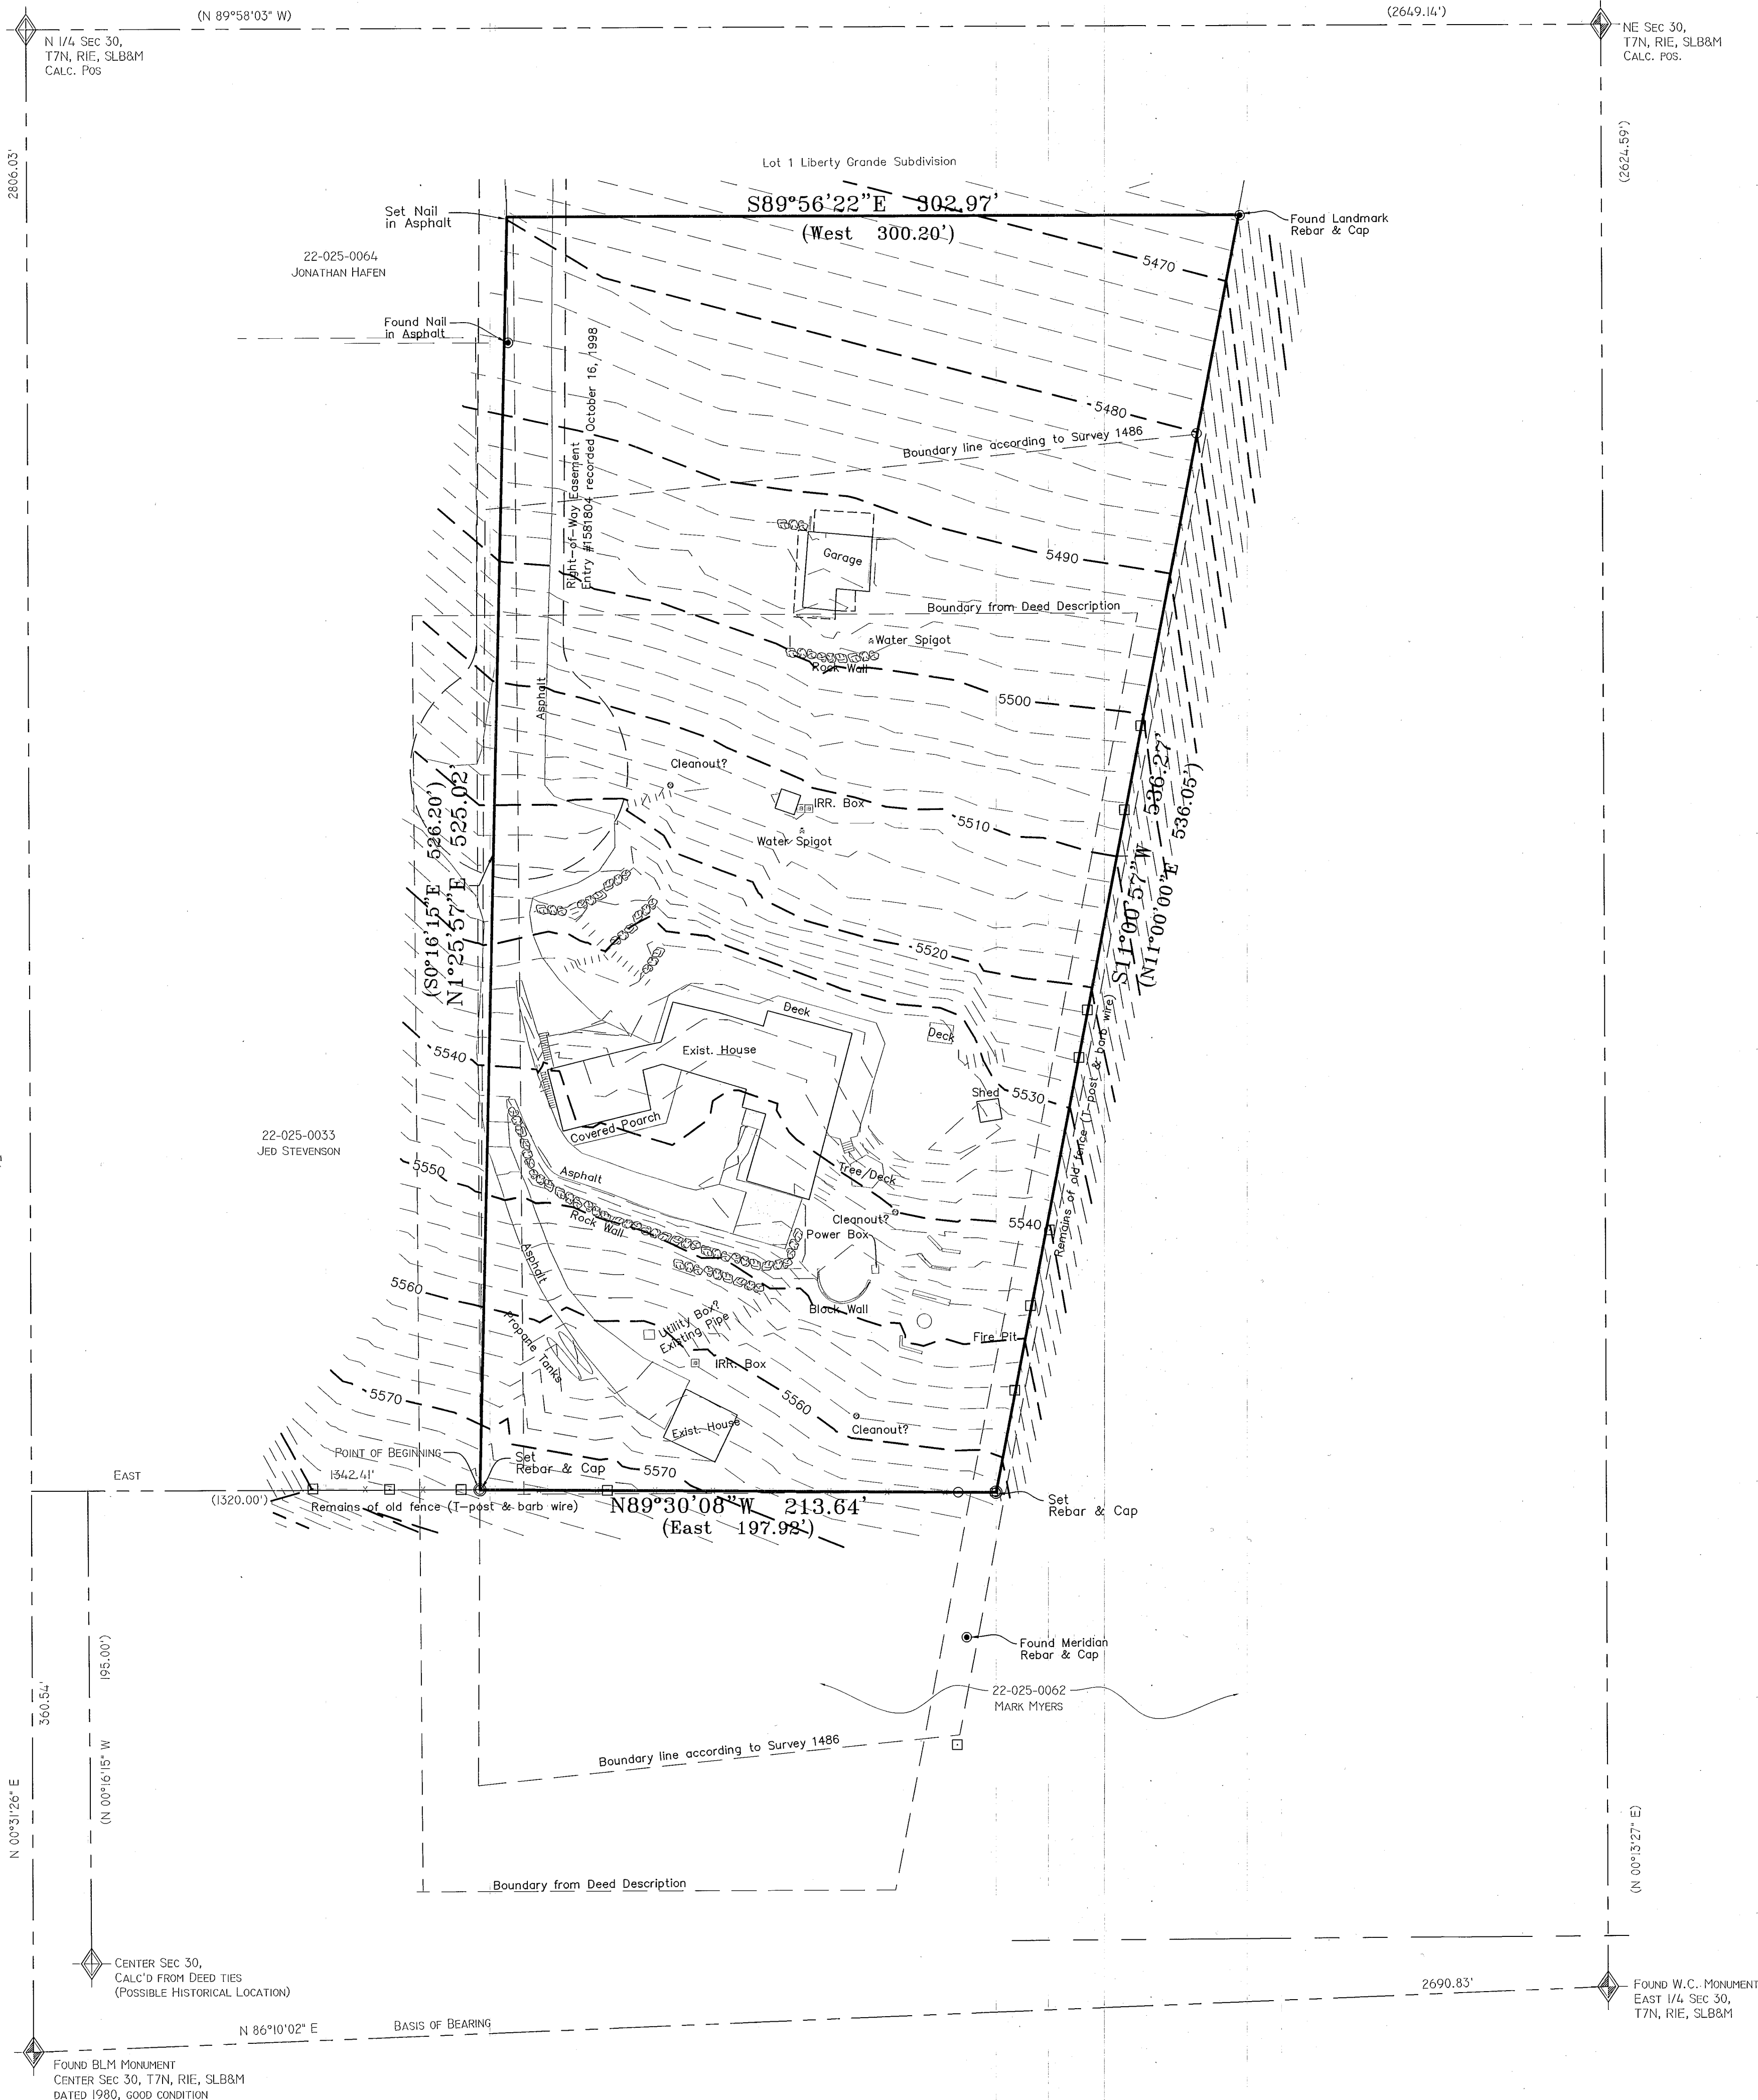 (N 89°58'03" W)
(2649.14')
N 1/4 SEC 30,
T7N, R1E, SLB&M
CALC. POS
NE SEC 30,
T7N, R1E, SLB&M
CALC. POS.
2806.03'
(2624.59')
Lot 1 Liberty Grande Subdivision
S89°56'22"E 302.97'
(West 300.20')
Set Nail
in Asphalt
Found Landmark
Rebar & Cap
22-025-0064
JONATHAN HAFEN
5470
Found Nail
in Asphalt
Right-of-Way Easement
Entry #1581804 recorded October 16, 1998
5480
Boundary line according to Survey 1486
Garage
5490
Boundary from Deed Description
Water Spigot
Rock Wall
5500
Asphalt
Cleanout?
IRR. Box
Water Spigot
5510
(S0°16'15"E 526.20')
N1°25'57"E 525.02'
S11°00'57"W 536.27'
(N11°00'00"E 536.05')
5520
Deck
Deck
Exist. House
5540
Shed
5530
Remains of old fence (T-post & barb wire)
Covered Poarch
22-025-0033
JED STEVENSON
5550
Asphalt
Tree/Deck
Rock Wall
Cleanout?
Power Box
5540
Asphalt
5560
Block Wall
Utility Box?
Existing Pipe
Fire Pit
Propane Tanks
IRR. Box
5570
5560
Exist. House
Cleanout?
POINT OF BEGINNING
Set
Rebar & Cap
5570
EAST
1342.41'
(1320.00')
Remains of old fence (T-post & barb wire)
N89°30'08"W 213.64'
(East 197.92')
Set
Rebar & Cap
Found Meridian
Rebar & Cap
22-025-0062
MARK MYERS
195.00')
(N 00°16'15" W
360.54'
N 00°31'26" E
Boundary line according to Survey 1486
(N 00°13'27" E)
Boundary from Deed Description
CENTER SEC 30,
CALC'D FROM DEED TIES
(POSSIBLE HISTORICAL LOCATION)
2690.83'
FOUND W.C. MONUMENT
EAST 1/4 SEC 30,
T7N, R1E, SLB&M
N 86°10'02" E
BASIS OF BEARING
FOUND BLM MONUMENT
CENTER SEC 30, T7N, R1E, SLB&M
DATED 1980, GOOD CONDITION